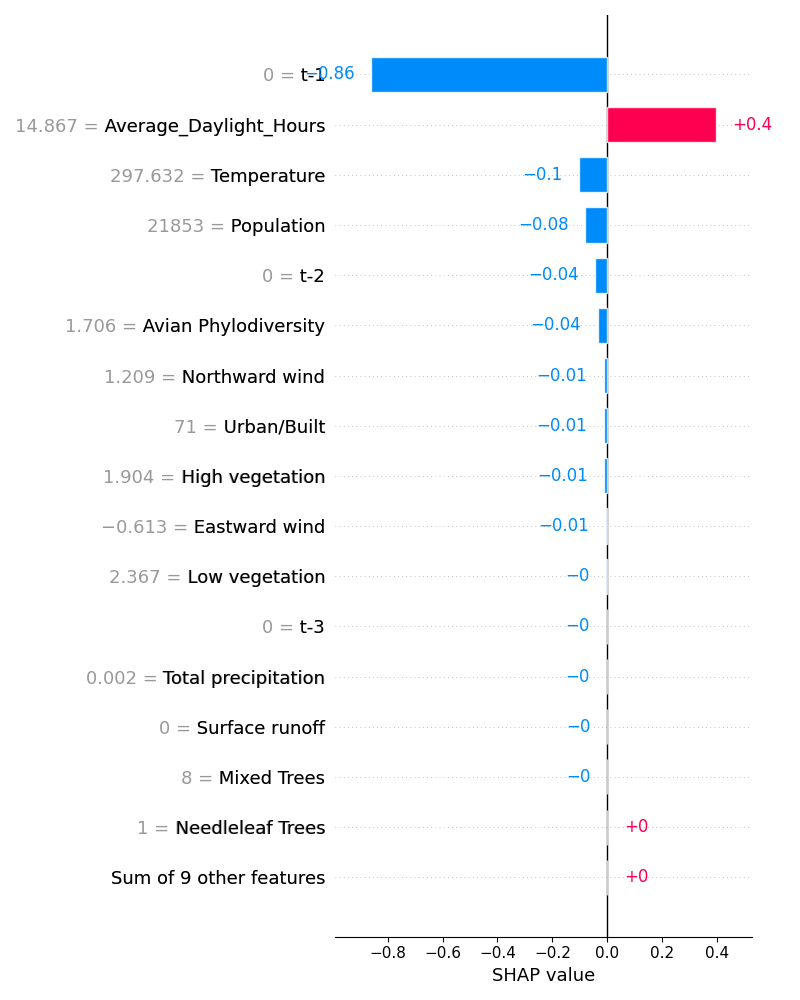 0 = t-1 −0.86
14.867 = Average_Daylight_Hours +0.4
297.632 = Temperature −0.1
21853 = Population −0.08
0 = t-2 −0.04
1.706 = Avian Phylodiversity −0.04
1.209 = Northward wind −0.01
71 = Urban/Built −0.01
1.904 = High vegetation −0.01
−0.613 = Eastward wind −0.01
2.367 = Low vegetation −0
0 = t-3 −0
0.002 = Total precipitation −0
0 = Surface runoff −0
8 = Mixed Trees −0
1 = Needleleaf Trees +0
Sum of 9 other features +0
−0.8 −0.6 −0.4 −0.2 0.0 0.2 0.4
SHAP value